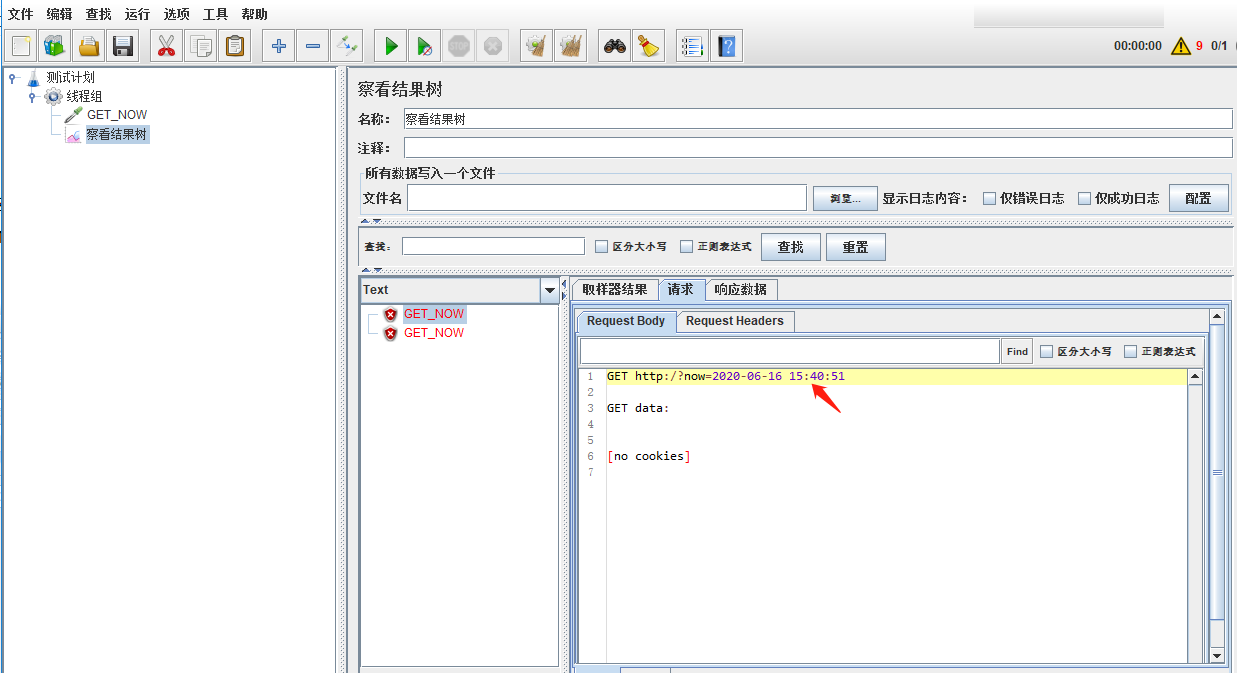 文件 编辑 查找 运行 选项 工具 帮助
STOP
00:00:00 9 0/1
测试计划
线程组
GET_NOW
察看结果树
察看结果树
名称： 察看结果树
注释：
所有数据写入一个文件
文件名 浏览... 显示日志内容： 仅错误日志 仅成功日志 配置
查找： 区分大小写 正则表达式 查找 重置
Text
GET_NOW
GET_NOW
取样器结果 请求 响应数据
Request Body Request Headers
Find 区分大小写 正则表达式
1 GET http:/?now=2020-06-16 15:40:51
2
3 GET data:
4
5
6 [no cookies]
7